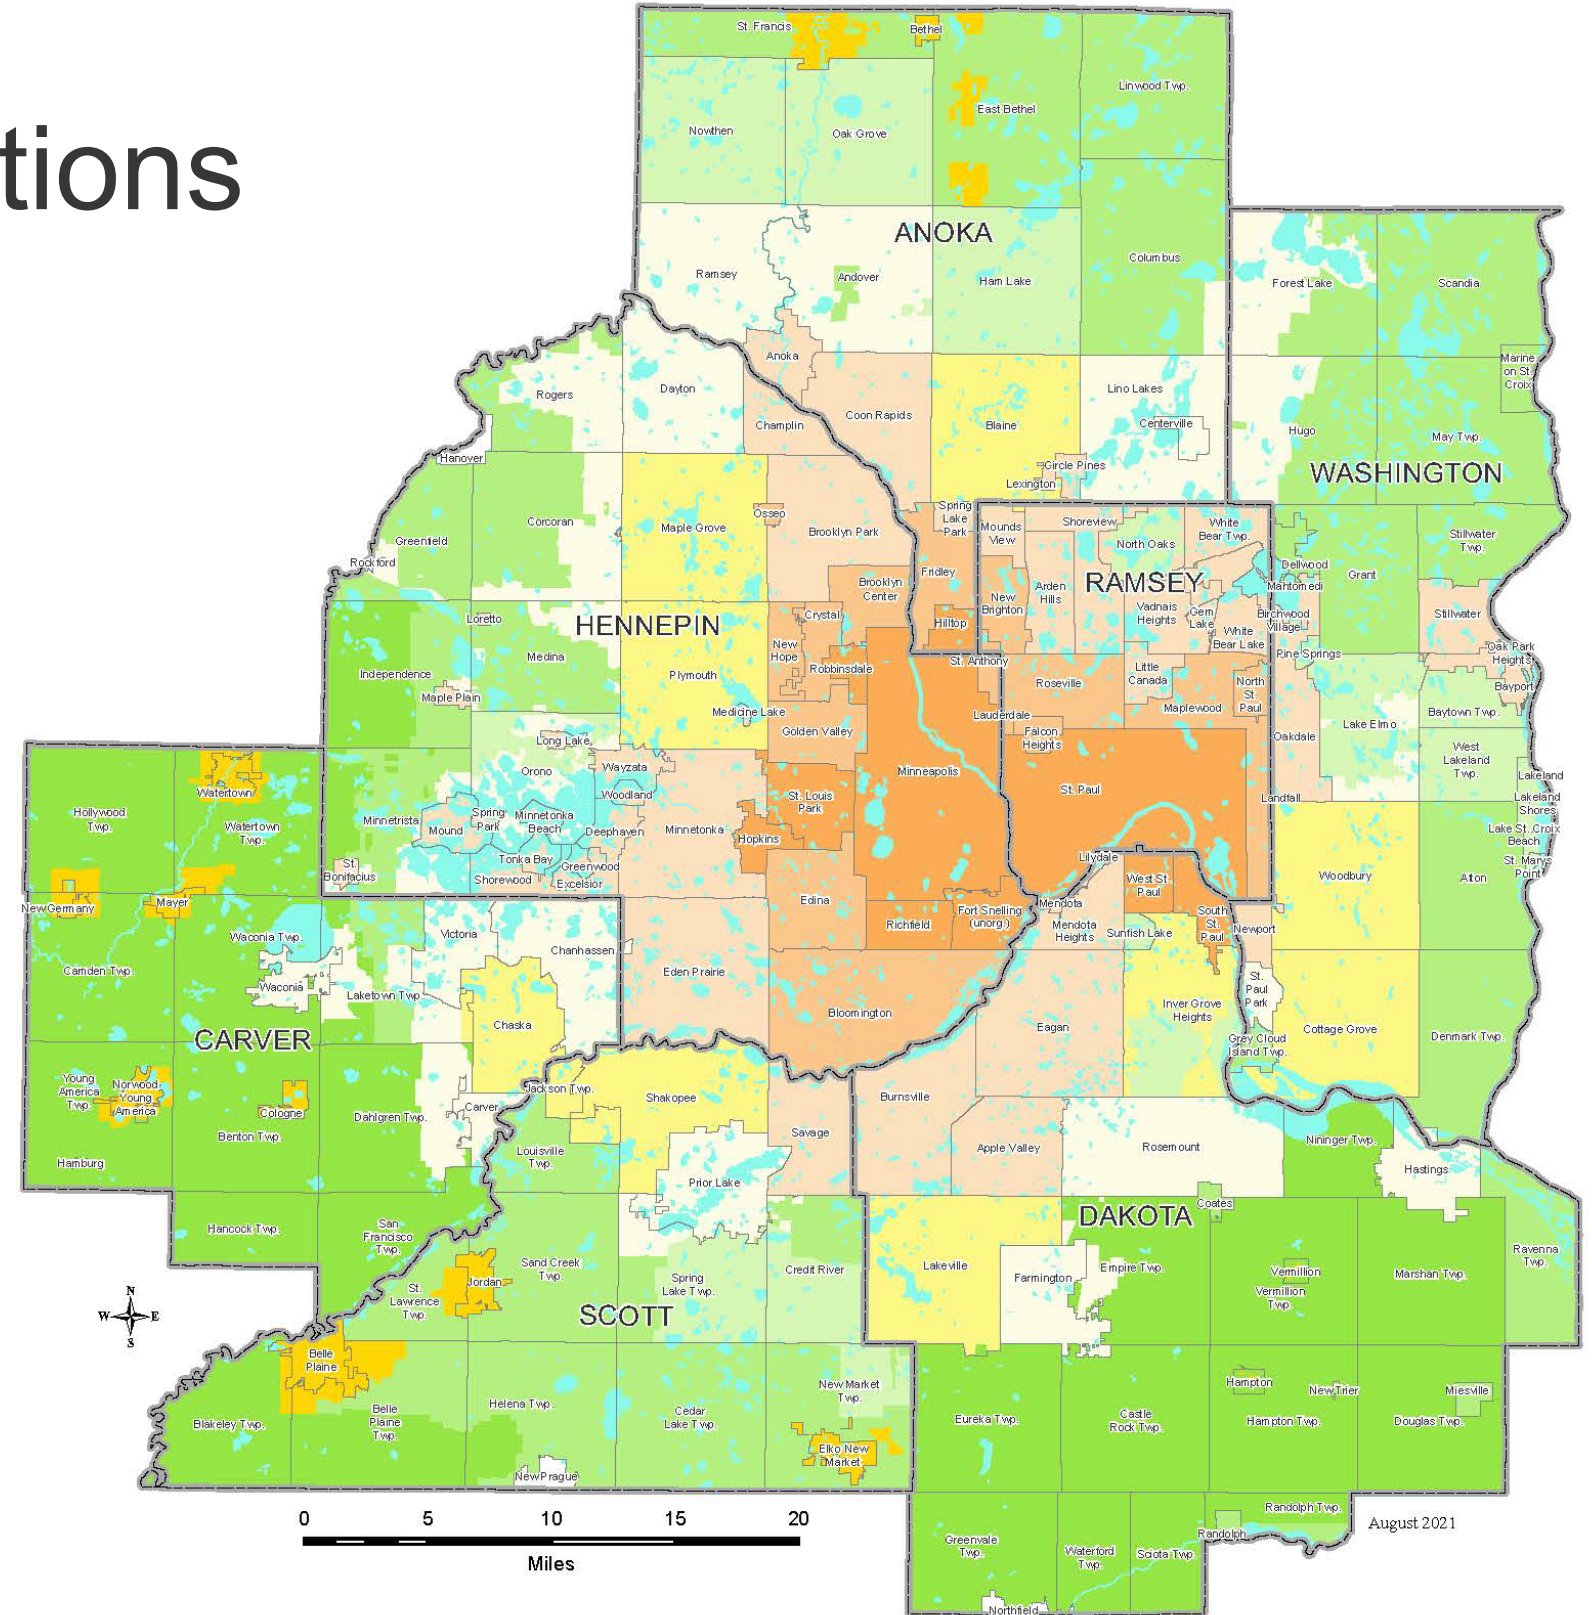 tions
St. Francis
Bethel
Linwood Twp.
East Bethel
Nowthen
Oak Grove
ANOKA
Ramsey
Andover
Ham Lake
Columbus
Forest Lake
Scandia
Marine
on St.
Croix
Anoka
Rogers
Dayton
Lino Lakes
Coon Rapids
Champlin
Blaine
Centerville
Hugo
May Twp.
WASHINGTON
Hanover
Circle Pines
Lexington
Corcoran
Maple Grove
Osseo
Brooklyn Park
Spring
Lake
Park
Mounds
View
Shoreview
White
Bear Twp.
North Oaks
Stillwater
Twp.
Greenfield
Rockford
Fridley
Brooklyn
Center
RAMSEY
Dellwood
Grant
Mahtomedi
Arden
Hills
New
Brighton
Vadnais
Heights
Gem
Lake
Birchwood
Village
White
Bear Lake
Stillwater
Loretto
HENNEPIN
Crystal
Hilltop
New
Hope
Robbinsdale
St. Anthony
Pine Springs
Oak Park
Heights
Medina
Independence
Maple Plain
Plymouth
Roseville
Little
Canada
North
St.
Paul
Maplewood
Bayport
Baytown Twp.
Medicine Lake
Golden Valley
Lauderdale
Falcon
Heights
Lake Elmo
Oakdale
West
Lakeland
Twp.
Long Lake
Orono
Wayzata
Woodland
Minneapolis
St. Louis
Park
St. Paul
Landfall
Lakeland
Lakeland
Shores
Watertown
Hollywood
Twp.
Watertown
Twp.
Minnetrista
Mound
Spring
Park
Minnetonka
Beach
Deephaven
Minnetonka
Hopkins
Lake St. Croix
Beach
St. Marys
Point
St.
Bonifacius
Tonka Bay
Greenwood
Shorewood
Excelsior
Lilydale
West St.
Paul
Woodbury
Afton
New Germany
Mayer
Edina
Richfield
Fort Snelling
(unorg.)
Mendota
Mendota
Heights
Sunfish Lake
South
St.
Paul
Newport
Waconia Twp.
Victoria
Chanhassen
Camden Twp.
Waconia
Laketown Twp.
Eden Prairie
Bloomington
Eagan
Inver Grove
Heights
St.
Paul
Park
Cottage Grove
Denmark Twp.
CARVER
Chaska
Grey Cloud
Island Twp.
Young
America
Twp.
Norwood
Young
America
Cologne
Benton Twp.
Dahlgren Twp.
Carver
Jackson Twp.
Shakopee
Burnsville
Hamburg
Louisville
Twp.
Savage
Apple Valley
Rosemount
Nininger Twp.
Hastings
Prior Lake
Hancock Twp.
San
Francisco
Twp.
DAKOTA
Coates
Ravenna
Twp.
Sand Creek
Twp.
Jordan
St.
Lawrence
Twp.
Spring
Lake Twp.
Credit River
Lakeville
Farmington
Empire Twp.
Vermillion
Vermillion
Twp.
Marshan Twp.
N
W E
S
SCOTT
Belle
Plaine
Blakeley Twp.
Belle
Plaine
Twp.
Helena Twp.
Cedar
Lake Twp.
New Market
Twp.
Elko New
Market
New Prague
Eureka Twp.
Castle
Rock Twp.
Hampton
Hampton Twp.
New Trier
Miesville
Douglas Twp.
0 5 10 15 20
Miles
Greenvale
Twp.
Waterford
Twp.
Sciota Twp.
Randolph
Randolph Twp.
Northfield
August 2021